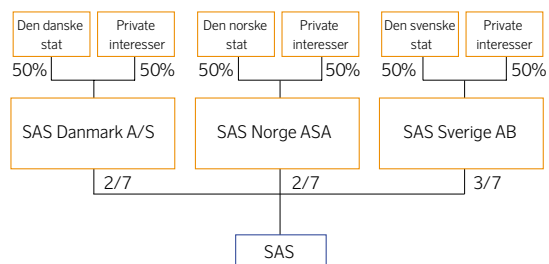 Den danske
stat
Private
interesser
Den norske
stat
Private
interesser
Den svenske
stat
Private
interesser
50%
50%
50%
50%
50%
50%
SAS Danmark A/S
SAS Norge ASA
SAS Sverige AB
2/7
2/7
3/7
SAS